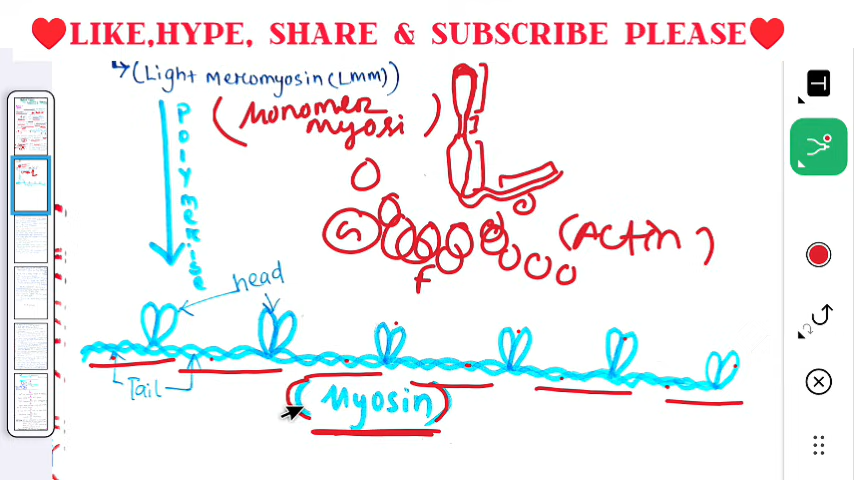 ❤LIKE,HYPE, SHARE & SUBSCRIBE PLEASE❤
↳(Light Meromyosin(LMM))
(Monomer
myosi)
Polymerise
G
G
F
(Actin)
head
Tail
(Myosin)
T